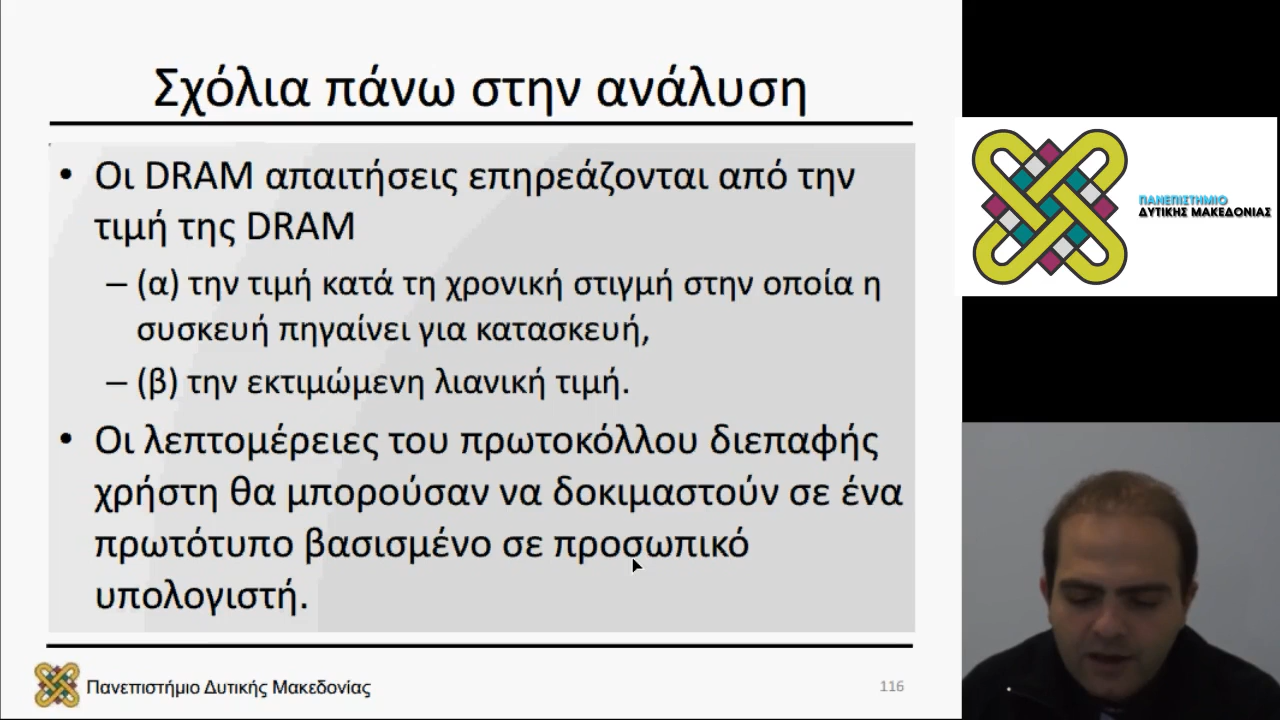 Σχόλια πάνω στην ανάλυση
• Οι DRAM απαιτήσεις επηρεάζονται από την
τιμή της DRAM
– (α) την τιμή κατά τη χρονική στιγμή στην οποία η
συσκευή πηγαίνει για κατασκευή,
– (β) την εκτιμώμενη λιανική τιμή.
• Οι λεπτομέρειες του πρωτοκόλλου διεπαφής
χρήστη θα μπορούσαν να δοκιμαστούν σε ένα
πρωτότυπο βασισμένο σε προσωπικό
υπολογιστή.
Πανεπιστήμιο Δυτικής Μακεδονίας
116
ΠΑΝΕΠΙΣΤΗΜΙΟ
ΔΥΤΙΚΗΣ ΜΑΚΕΔΟΝΙΑΣ